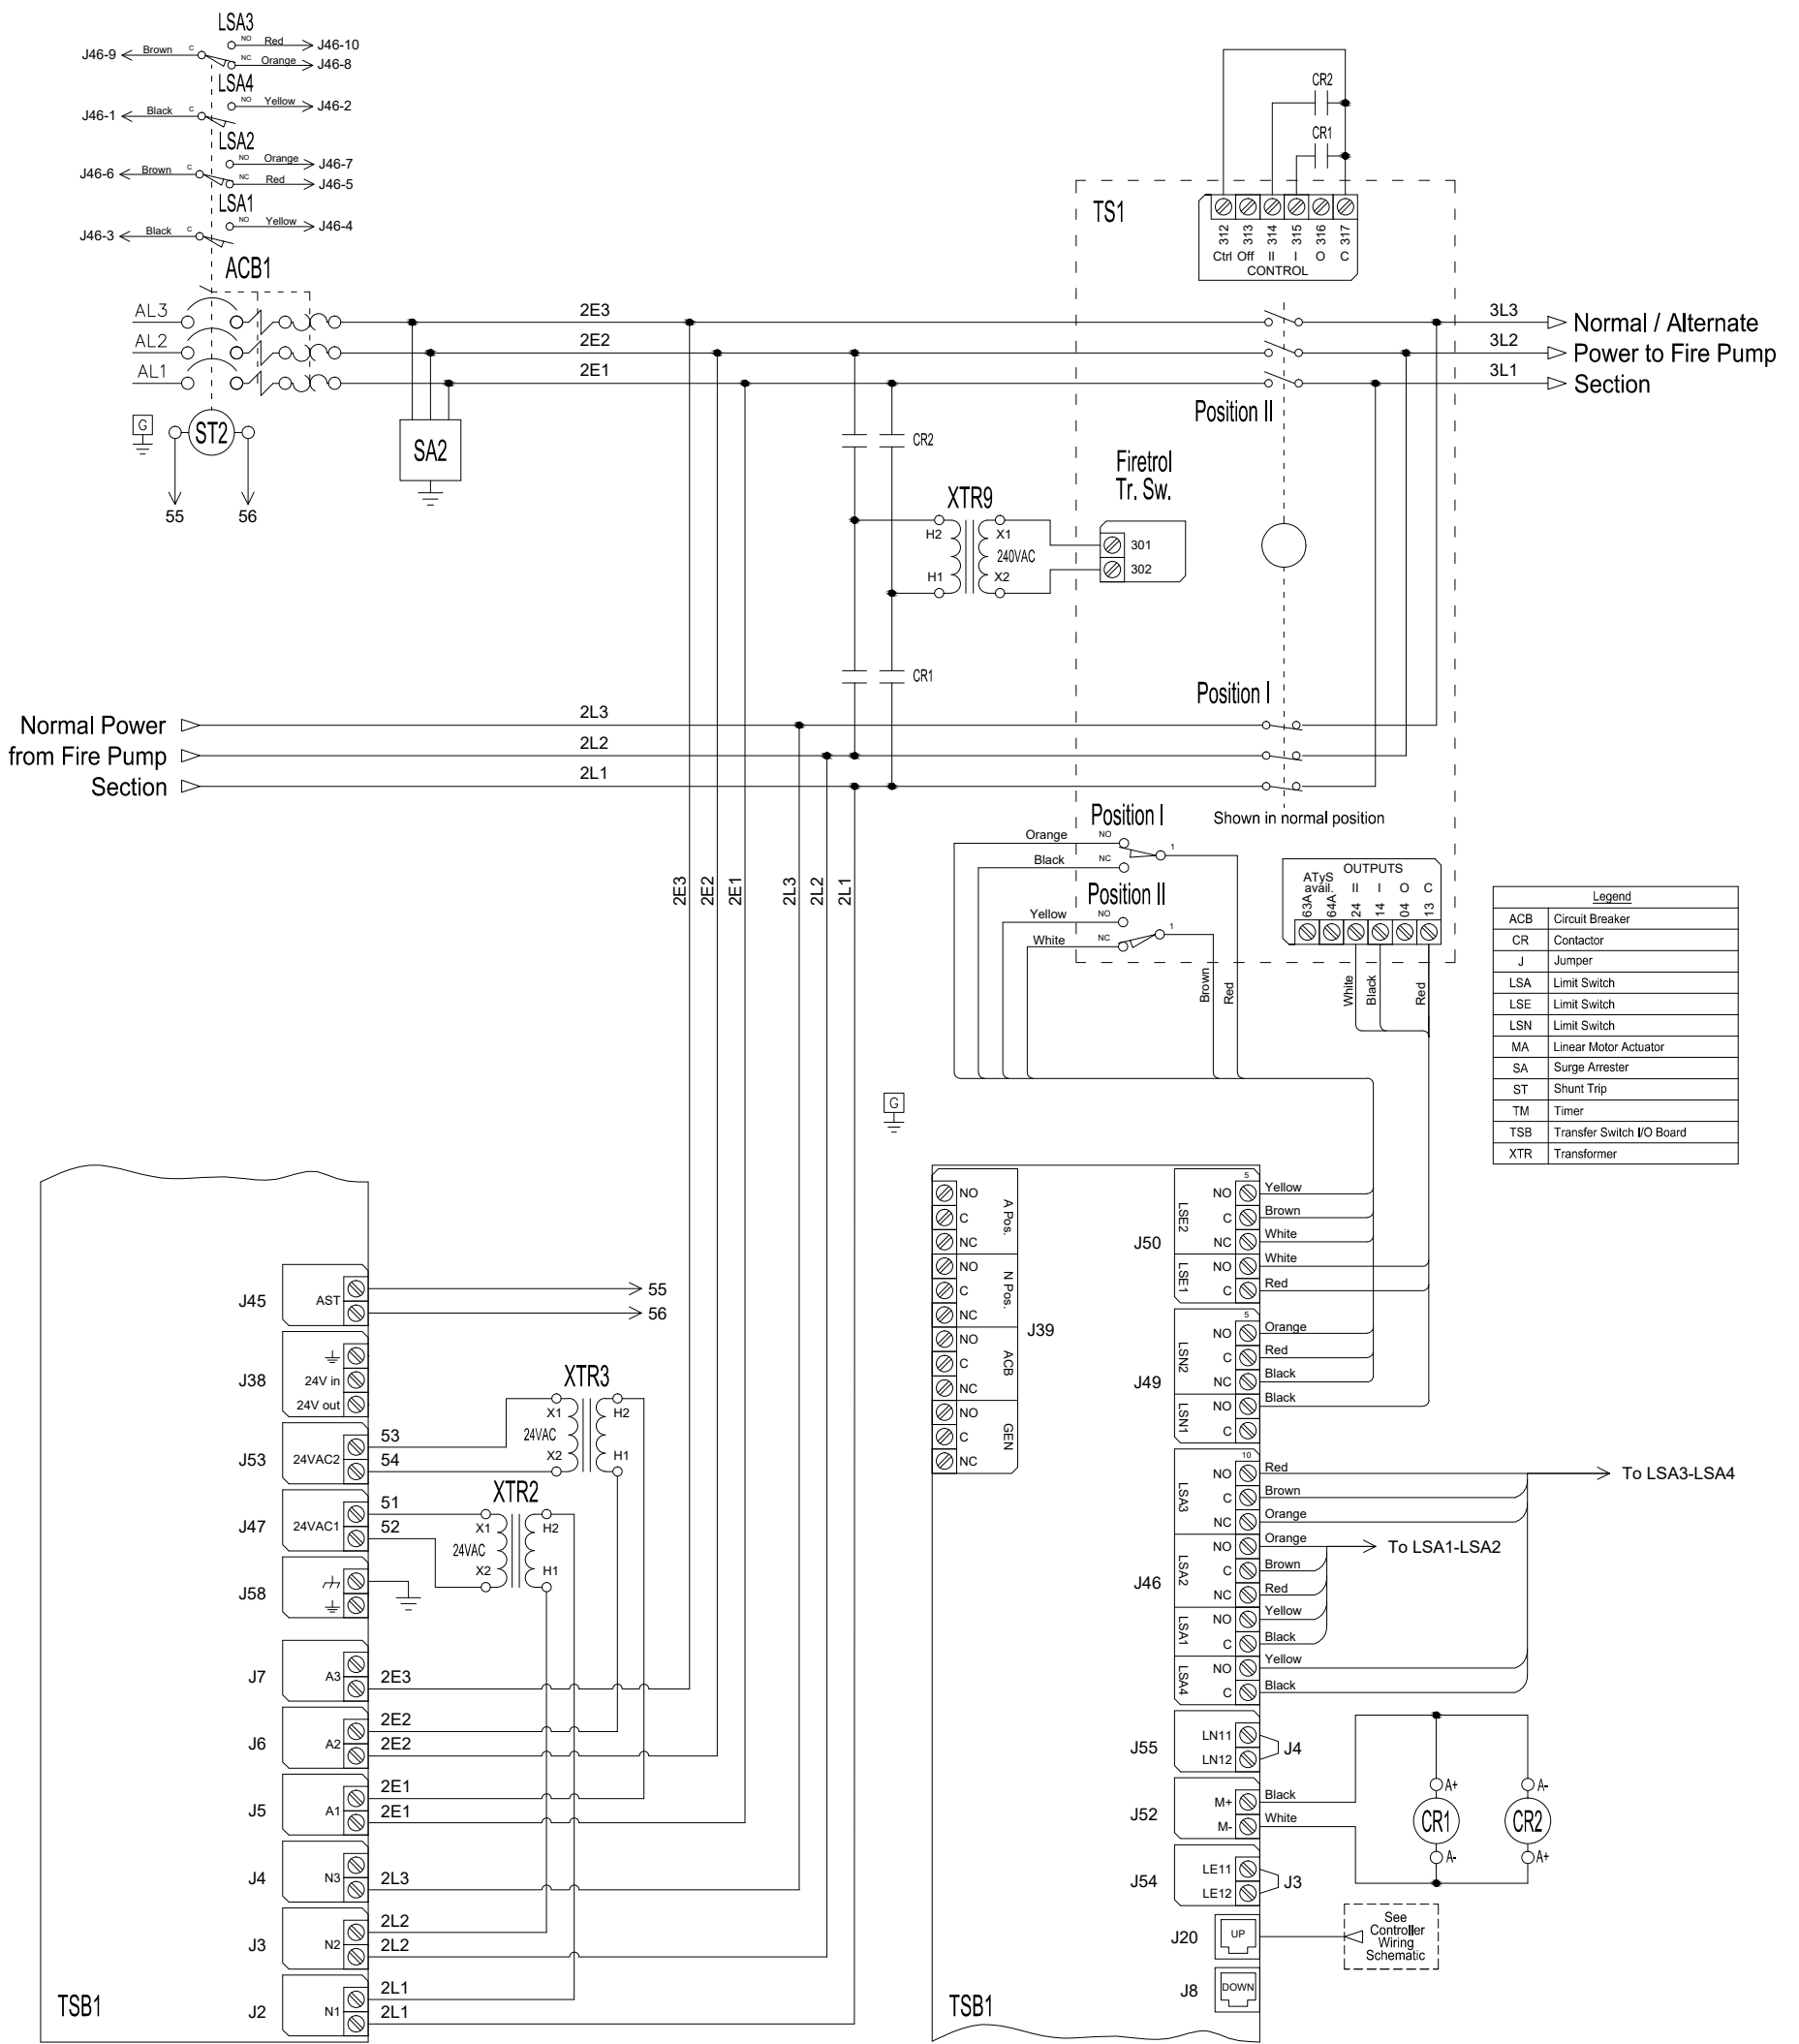 LSA3
J46-9
Brown
C
NO
Red
J46-10
NC
Orange
J46-8
LSA4
NO
Yellow
J46-2
J46-1
Black
C
LSA2
NO
Orange
J46-7
J46-6
Brown
C
NC
Red
J46-5
LSA1
NO
Yellow
J46-4
J46-3
Black
C
ACB1
AL3
AL2
AL1
2E3
2E2
2E1
G
ST2
55
56
SA2
CR2
CR1
TS1
312
313
314
315
316
317
Ctrl
Off
II
I
O
C
CONTROL
3L3
3L2
3L1
Normal / Alternate
Power to Fire Pump
Section
Position II
CR2
XTR9
H2
H1
X1
240VAC
X2
Firetrol
Tr. Sw.
301
302
CR1
Position I
Normal Power
from Fire Pump
Section
2L3
2L2
2L1
Shown in normal position
Position I
Orange
NO
1
Black
NC
Position II
Yellow
NO
1
White
NC
Brown
Red
OUTPUTS
ATyS
avail.
II
I
O
C
63A
64A
24
14
04
13
White
Black
Red
2E3
2E2
2E1
2L3
2L2
2L1
Legend
ACB Circuit Breaker
CR Contactor
J Jumper
LSA Limit Switch
LSE Limit Switch
LSN Limit Switch
MA Linear Motor Actuator
SA Surge Arrester
ST Shunt Trip
TM Timer
TSB Transfer Switch I/O Board
XTR Transformer
G
J45
AST
55
56
J38
24V in
24V out
J53
24VAC2
53
54
XTR3
X1
24VAC
X2
H2
H1
J47
24VAC1
51
52
XTR2
X1
24VAC
X2
H2
H1
J58
J7
A3
2E3
J6
A2
2E2
2E2
J5
A1
2E1
2E1
J4
N3
2L3
J3
N2
2L2
2L2
J2
N1
2L1
2L1
TSB1
NO
C
NC
A Pos.
NO
C
NC
N Pos.
NO
C
NC
ACB
NO
C
NC
GEN
J39
J50
5
LSE2
NO
Yellow
C
Brown
NC
White
LSE1
NO
White
C
Red
J49
5
LSN2
NO
Orange
C
Red
NC
Black
LSN1
NO
Black
C
J46
10
LSA3
NO
Red
C
Brown
NC
Orange
To LSA3-LSA4
LSA2
NO
Orange
C
Brown
NC
Red
To LSA1-LSA2
LSA1
NO
Yellow
C
Black
LSA4
NO
Yellow
C
Black
J55
LN11
LN12
J4
J52
M+
Black
M-
White
A+
CR1
A-
A-
CR2
A+
J54
LE11
LE12
J3
J20
UP
See
Controller
Wiring
Schematic
J8
DOWN
TSB1